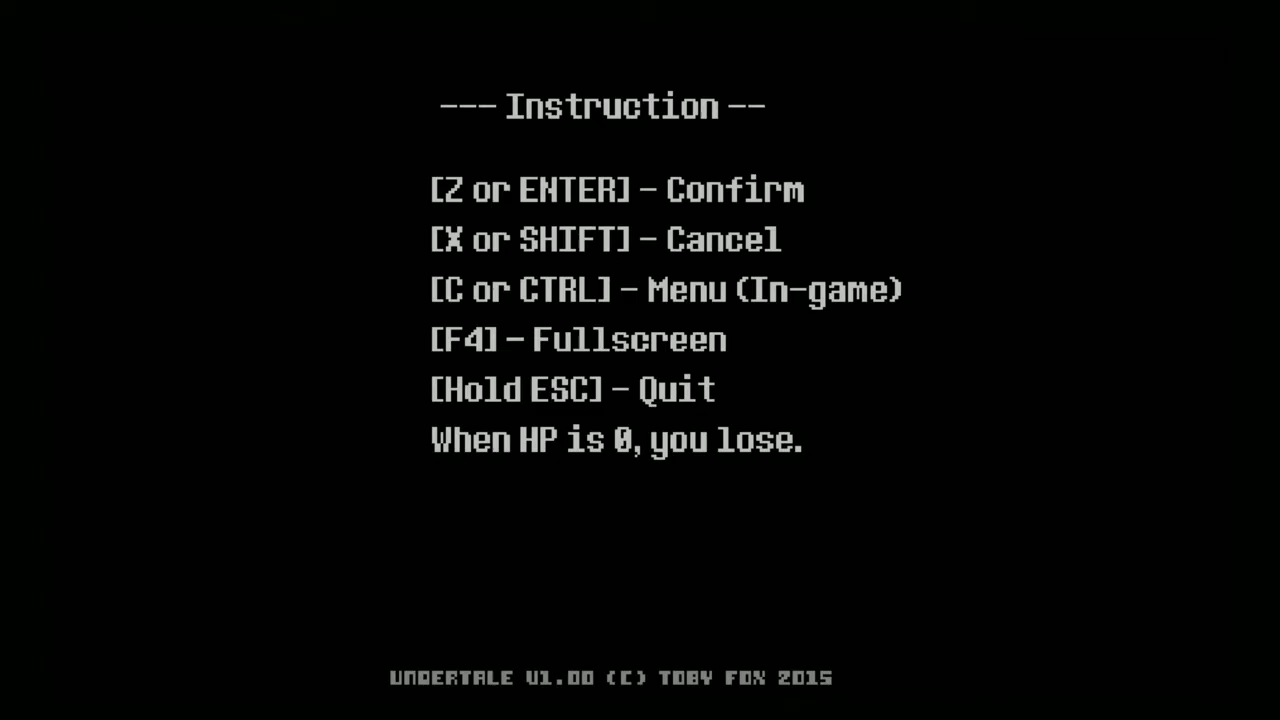 --- Instruction --
[Z or ENTER] - Confirm
[X or SHIFT] - Cancel
[C or CTRL] - Menu (In-game)
[F4] - Fullscreen
[Hold ESC] - Quit
When HP is 0, you lose.
UNDERTALE V1.00 (C) TOBY FOX 2015